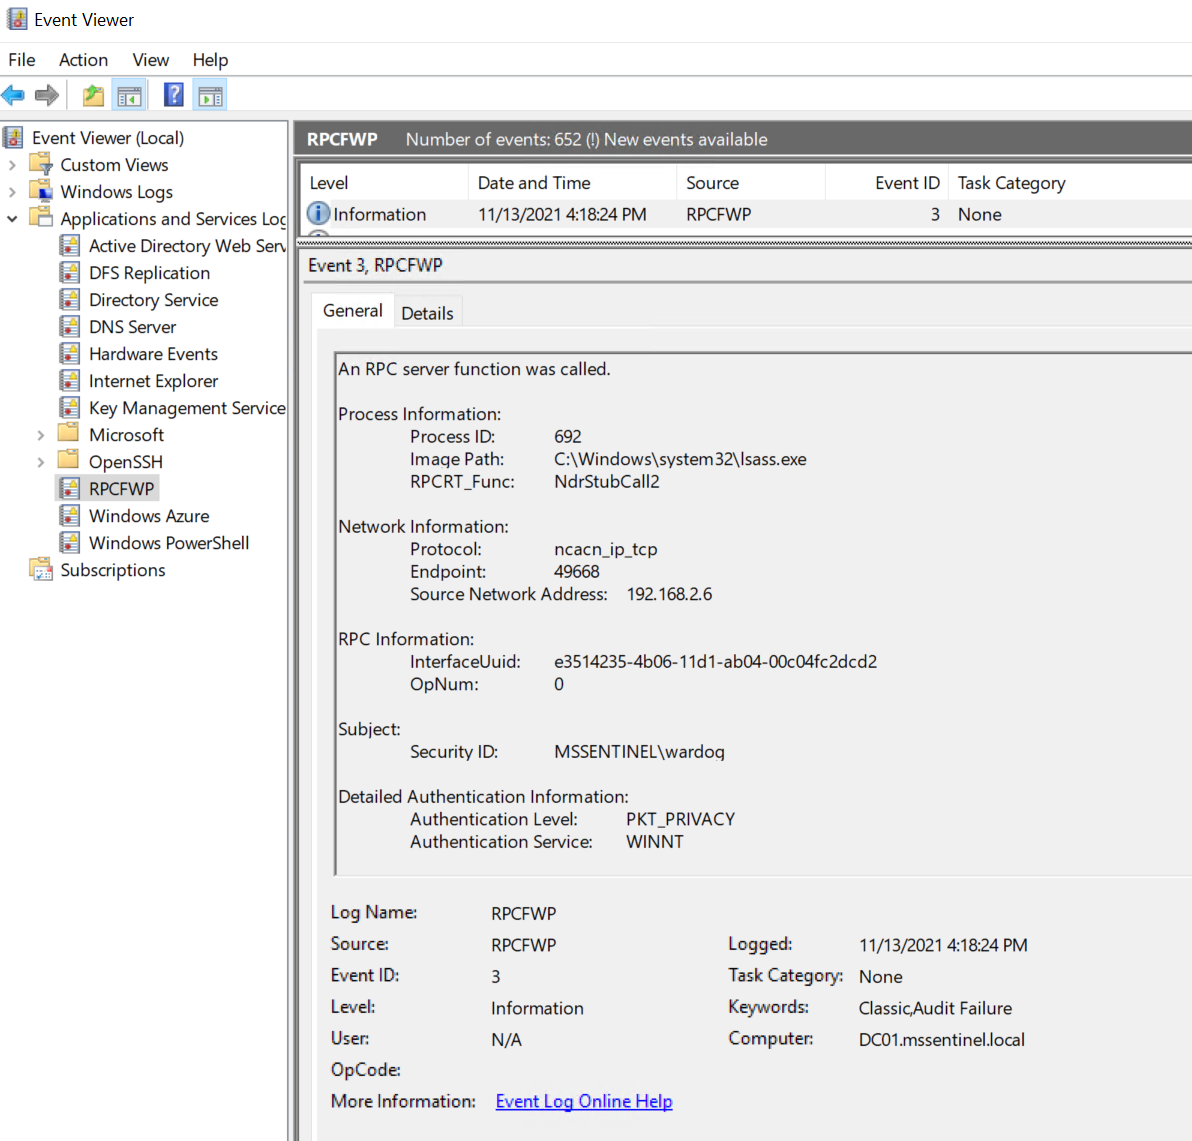 Event Viewer
File Action View Help
Event Viewer (Local)
Custom Views
Windows Logs
Applications and Services Log
Active Directory Web Serv
DFS Replication
Directory Service
DNS Server
Hardware Events
Internet Explorer
Key Management Service
Microsoft
OpenSSH
RPCFWP
Windows Azure
Windows PowerShell
Subscriptions
RPCFWP Number of events: 652 (!) New events available
Level Date and Time Source Event ID Task Category
Information 11/13/2021 4:18:24 PM RPCFWP 3 None
Event 3, RPCFWP
General Details
An RPC server function was called.
Process Information:
Process ID: 692
Image Path: C:\Windows\system32\lsass.exe
RPCRT_Func: NdrStubCall2
Network Information:
Protocol: ncacn_ip_tcp
Endpoint: 49668
Source Network Address: 192.168.2.6
RPC Information:
InterfaceUuid: e3514235-4b06-11d1-ab04-00c04fc2dcd2
OpNum: 0
Subject:
Security ID: MSSENTINEL\wardog
Detailed Authentication Information:
Authentication Level: PKT_PRIVACY
Authentication Service: WINNT
Log Name: RPCFWP
Source: RPCFWP Logged: 11/13/2021 4:18:24 PM
Event ID: 3 Task Category: None
Level: Information Keywords: Classic,Audit Failure
User: N/A Computer: DC01.mssentinel.local
OpCode:
More Information: Event Log Online Help